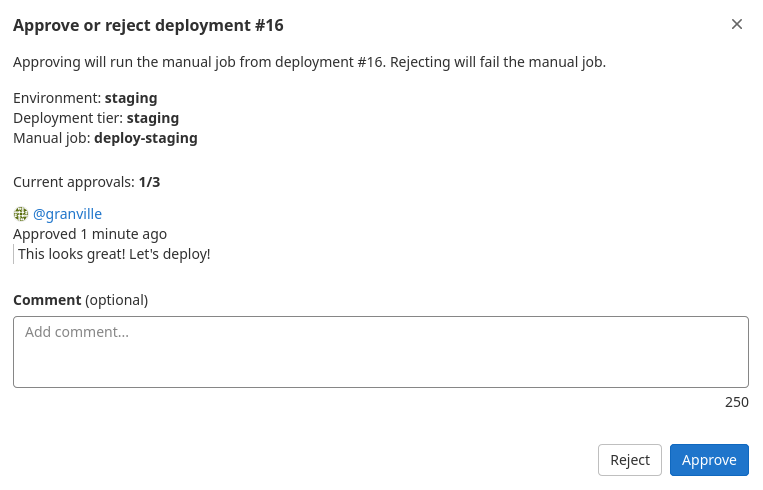 Approve or reject deployment #16
Approving will run the manual job from deployment #16. Rejecting will fail the manual job.
Environment: staging
Deployment tier: staging
Manual job: deploy-staging
Current approvals: 1/3
@granville
Approved 1 minute ago
This looks great! Let's deploy!
Comment (optional)
Add comment...
250
Reject Approve